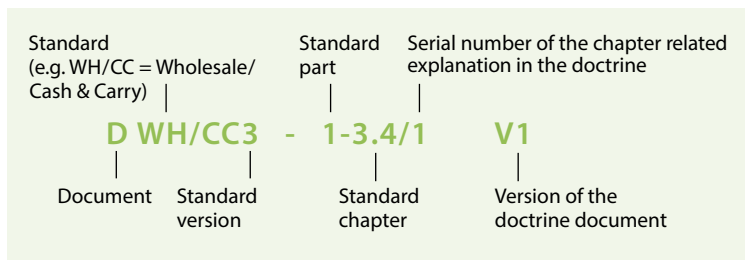 Standard
(e.g. WH/CC = Wholesale/
Cash & Carry)
Standard
part
Serial number of the chapter related
explanation in the doctrine
D WH/CC3 - 1-3.4/1 V1
Document
Standard
version
Standard
chapter
Version of the
doctrine document